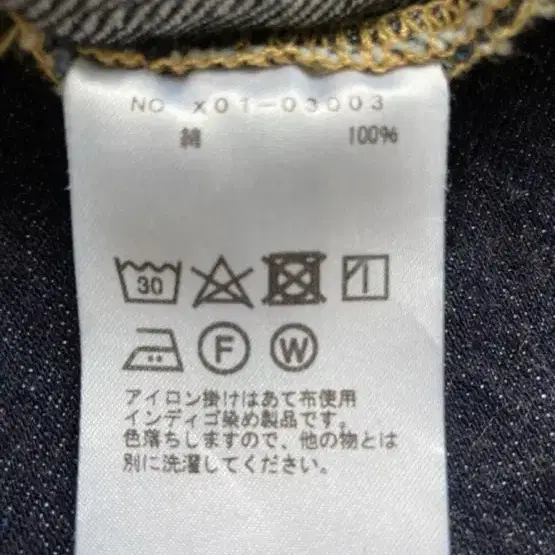 NO X01-03003
綿 100%
30
F W
アイロン掛けはあて布使用
インディゴ染め製品です。
色落ちしますので、他の物とは
別に洗濯してください。